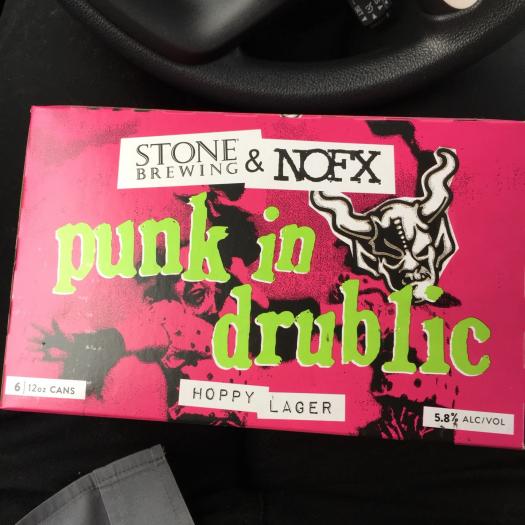 STONE BREWING & NOFX
punk in
drublic
HOPPY LAGER
6 | 12oz CANS
5.8% ALC/VOL